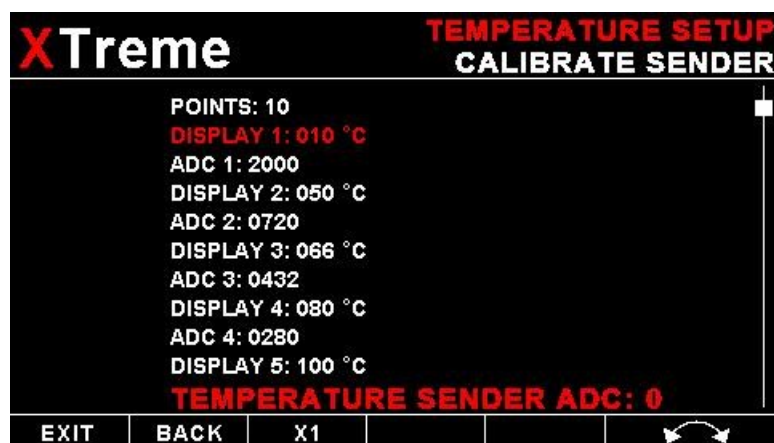 XTreme
TEMPERATURE SETUP
CALIBRATE SENDER
POINTS: 10
DISPLAY 1: 010 °C
ADC 1: 2000
DISPLAY 2: 050 °C
ADC 2: 0720
DISPLAY 3: 066 °C
ADC 3: 0432
DISPLAY 4: 080 °C
ADC 4: 0280
DISPLAY 5: 100 °C
TEMPERATURE SENDER ADC: 0
EXIT BACK X1